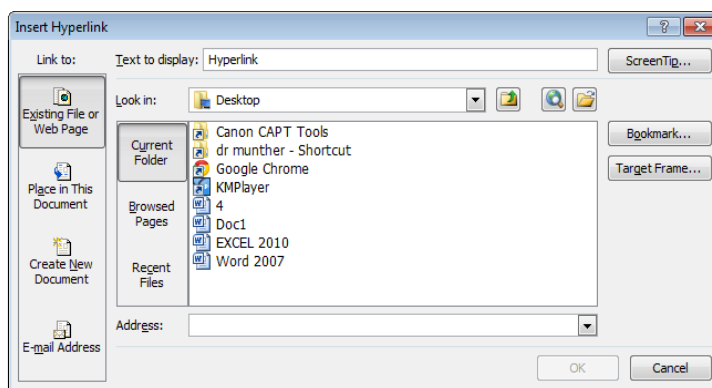 Insert Hyperlink
Link to:
Text to display: Hyperlink
ScreenTip...
Existing File or
Web Page
Look in: Desktop
Current
Folder
Canon CAPT Tools
dr munther - Shortcut
Google Chrome
KMPlayer
4
Doc1
EXCEL 2010
Word 2007
Bookmark...
Target Frame...
Place in This
Document
Browsed
Pages
Create New
Document
Recent
Files
Address:
E-mail Address
OK
Cancel